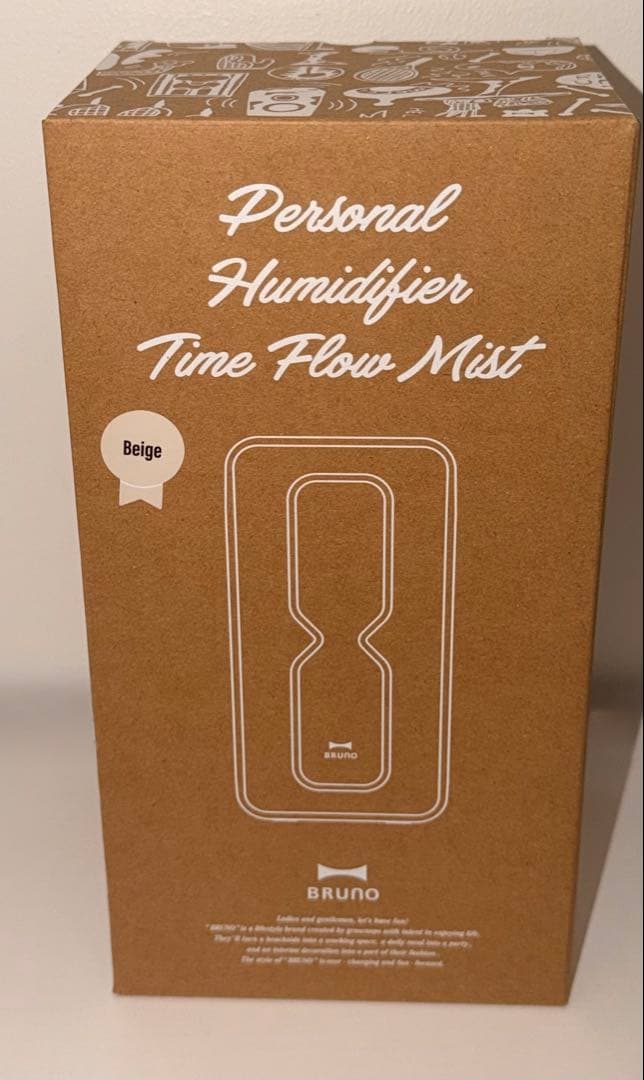 Personal
Humidifier
Time Flow Mist
Beige
BRUNO
BRUNO
Ladies and gentlemen, let's have fun!
"BRUNO" is a lifestyle brand created by grownups with intent in enjoying life.
They'll turn a brackside into a working space, a daily meal into a party,
and an interior decoration into a part of their fashion.
The style of "BRUNO" is ever - changing and fun - forward.